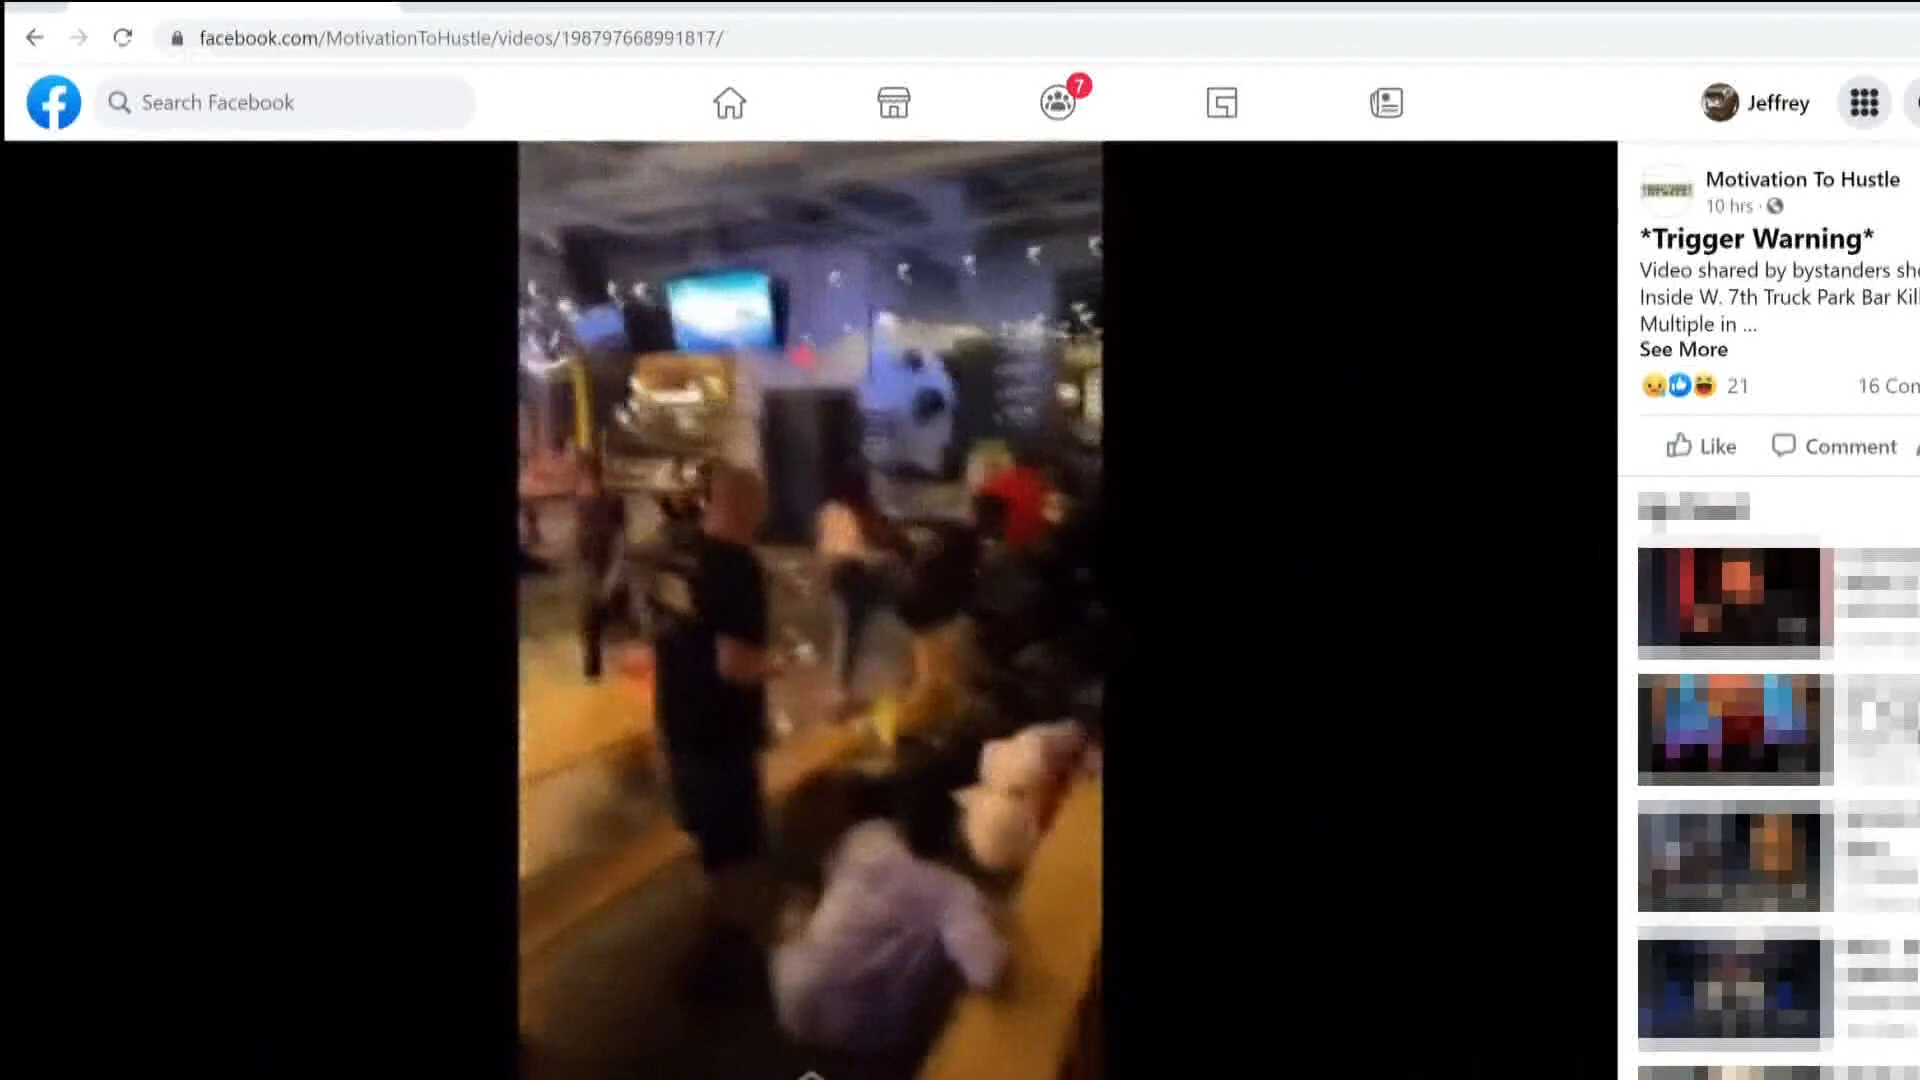 facebook.com/MotivationToHustle/videos/198797668991817/
Search Facebook
7
Jeffrey
Motivation To Hustle
10 hrs ·
*Trigger Warning*
Video shared by bystanders sh
Inside W. 7th Truck Park Bar Kil
Multiple in ...
See More
21
16 Con
Like
Comment